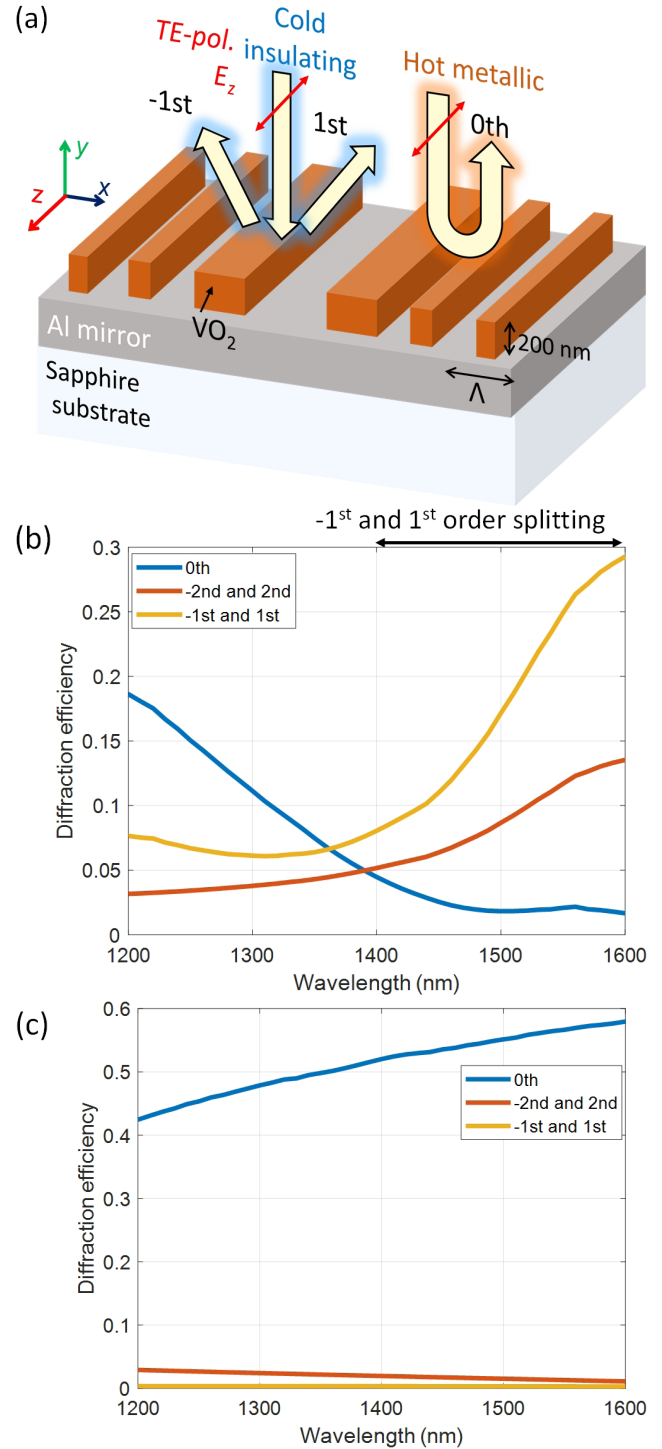 (a)
TE-pol.
E_z
Cold
insulating
Hot metallic
-1st
1st
0th
y
x
z
VO₂
Al mirror
200 nm
Λ
Sapphire
substrate
-1ˢᵗ and 1ˢᵗ order splitting
(b)
0.3
0.25
0.2
0.15
0.1
0.05
0
Diffraction efficiency
0th
-2nd and 2nd
-1st and 1st
1200
1300
1400
1500
1600
Wavelength (nm)
(c)
0.6
0.5
0.4
0.3
0.2
0.1
0
Diffraction efficiency
0th
-2nd and 2nd
-1st and 1st
1200
1300
1400
1500
1600
Wavelength (nm)